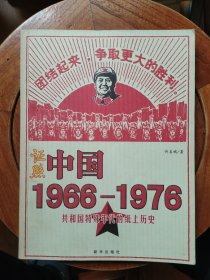 团结起来，争取更大的胜利
证照
中国
1966-1976
共和国特殊年代的纸上历史
新华出版社